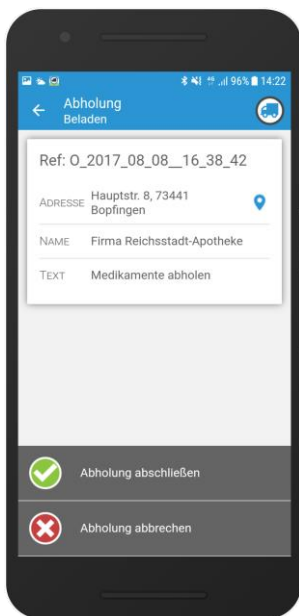 96% 14:22
Abholung
Beladen
Ref: O_2017_08_08__16_38_42
ADRESSE Hauptstr. 8, 73441
Bopfingen
NAME Firma Reichsstadt-Apotheke
TEXT Medikamente abholen
Abholung abschließen
Abholung abbrechen